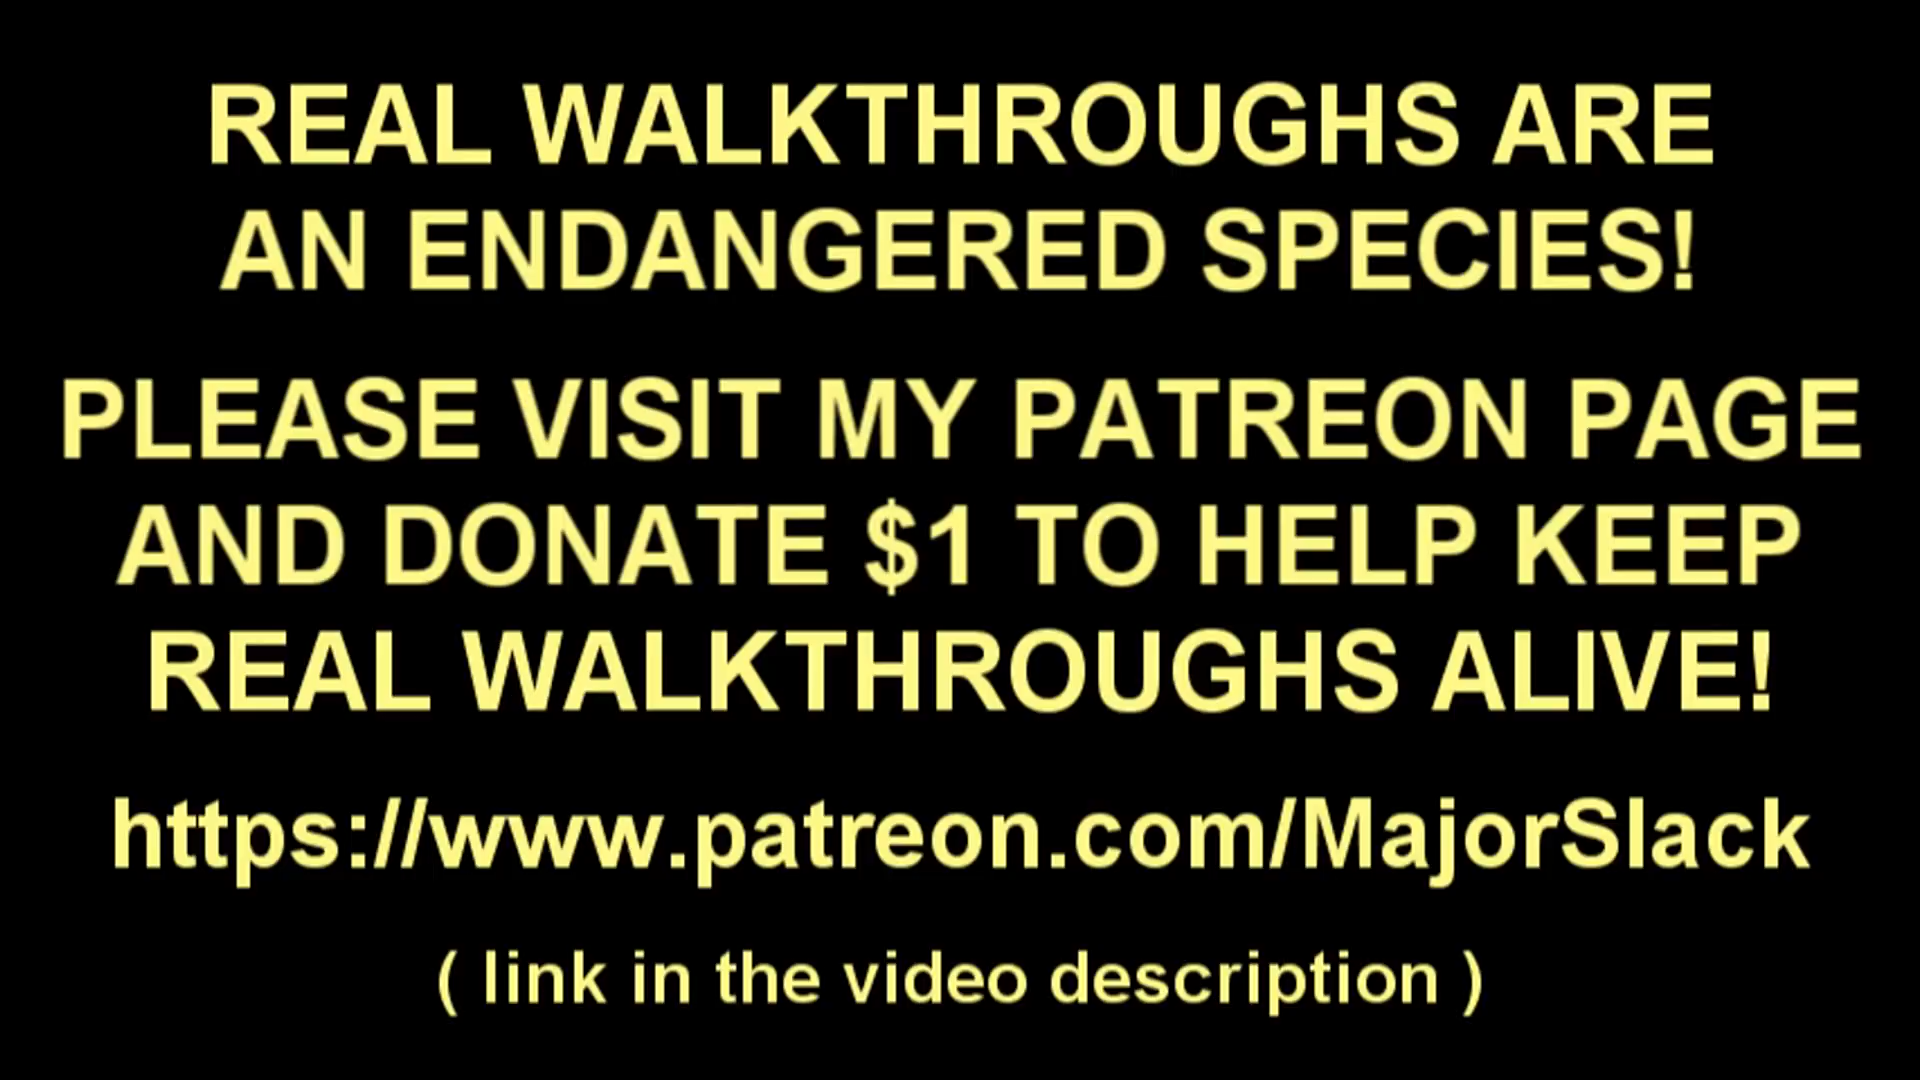 REAL WALKTHROUGHS ARE
AN ENDANGERED SPECIES!
PLEASE VISIT MY PATREON PAGE
AND DONATE $1 TO HELP KEEP
REAL WALKTHROUGHS ALIVE!
https://www.patreon.com/MajorSlack
( link in the video description )